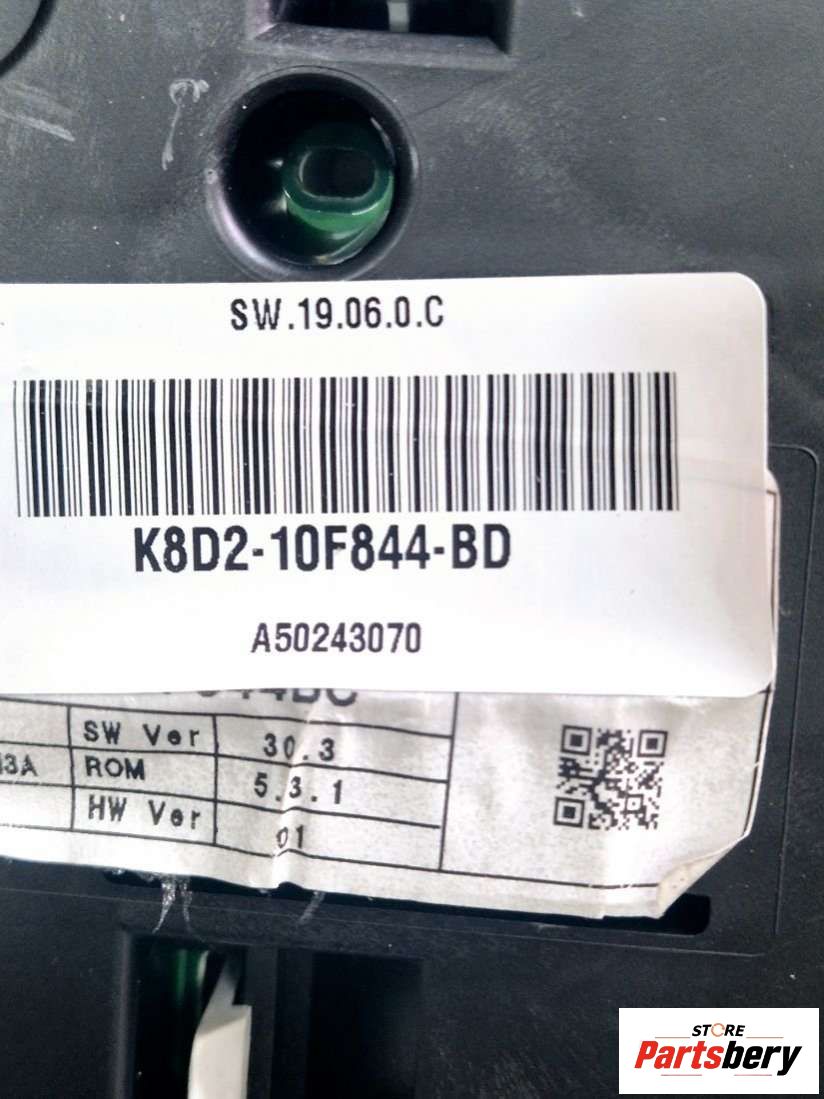 SW.19.06.0.C
K8D2-10F844-BD
A50243070
SW Ver 30.3
ROM 5.3.1
HW Ver 01
STORE
Partsbery